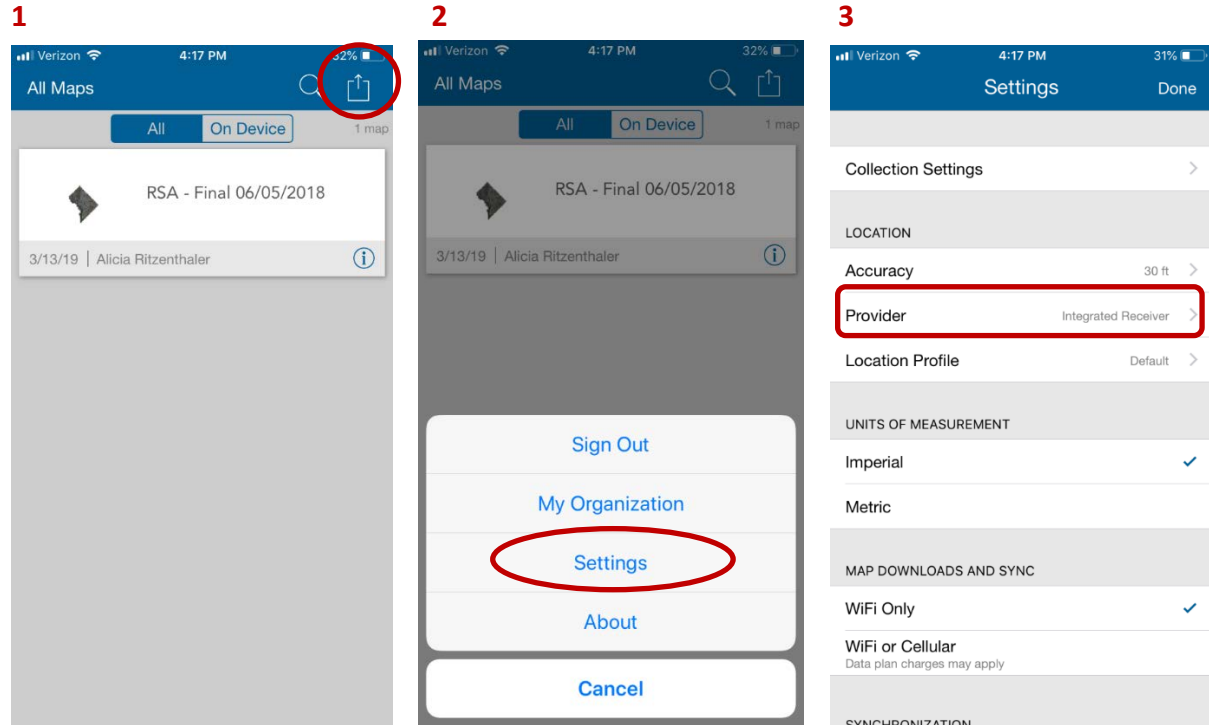 1
Verizon 4:17 PM 32%
All Maps
All On Device 1 map
RSA - Final 06/05/2018
3/13/19 | Alicia Ritzenthaler
2
Verizon 4:17 PM 32%
All Maps
All On Device 1 map
RSA - Final 06/05/2018
3/13/19 | Alicia Ritzenthaler
Sign Out
My Organization
Settings
About
Cancel
3
Verizon 4:17 PM 31%
Settings Done
Collection Settings
LOCATION
Accuracy 30 ft
Provider Integrated Receiver
Location Profile Default
UNITS OF MEASUREMENT
Imperial
Metric
MAP DOWNLOADS AND SYNC
WiFi Only
WiFi or Cellular
Data plan charges may apply
SYNCHRONIZATION